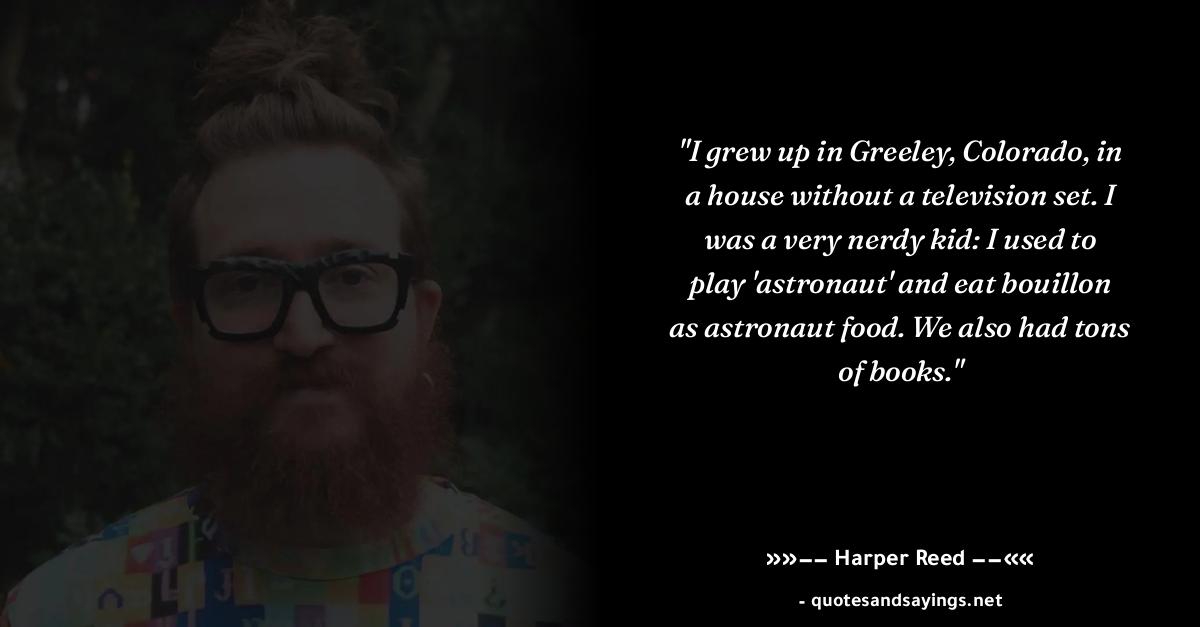 "I grew up in Greeley, Colorado, in
a house without a television set. I
was a very nerdy kid: I used to
play 'astronaut' and eat bouillon
as astronaut food. We also had tons
of books."
»»−− Harper Reed −−««
- quotesandsayings.net